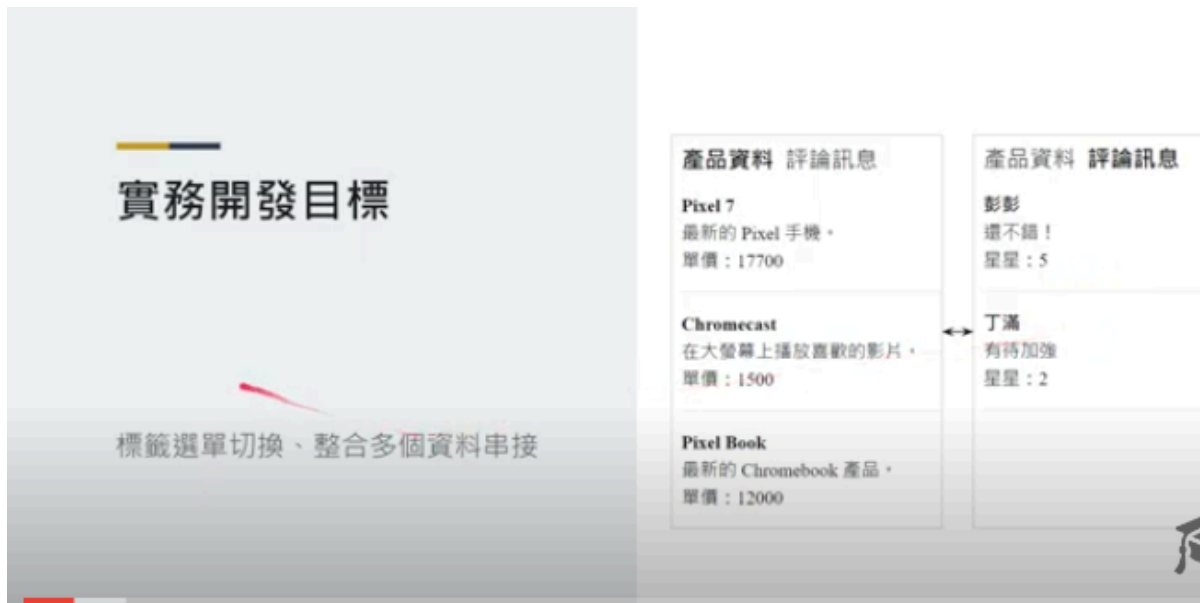 實務開發目標
標籤選單切換、整合多個資料串接
產品資料 評論訊息
Pixel 7
最新的 Pixel 手機。
單價：17700
Chromecast
在大螢幕上播放喜歡的影片。
單價：1500
Pixel Book
最新的 Chromebook 產品。
單價：12000
產品資料 評論訊息
彭彭
還不錯！
星星：5
丁滿
有待加強
星星：2